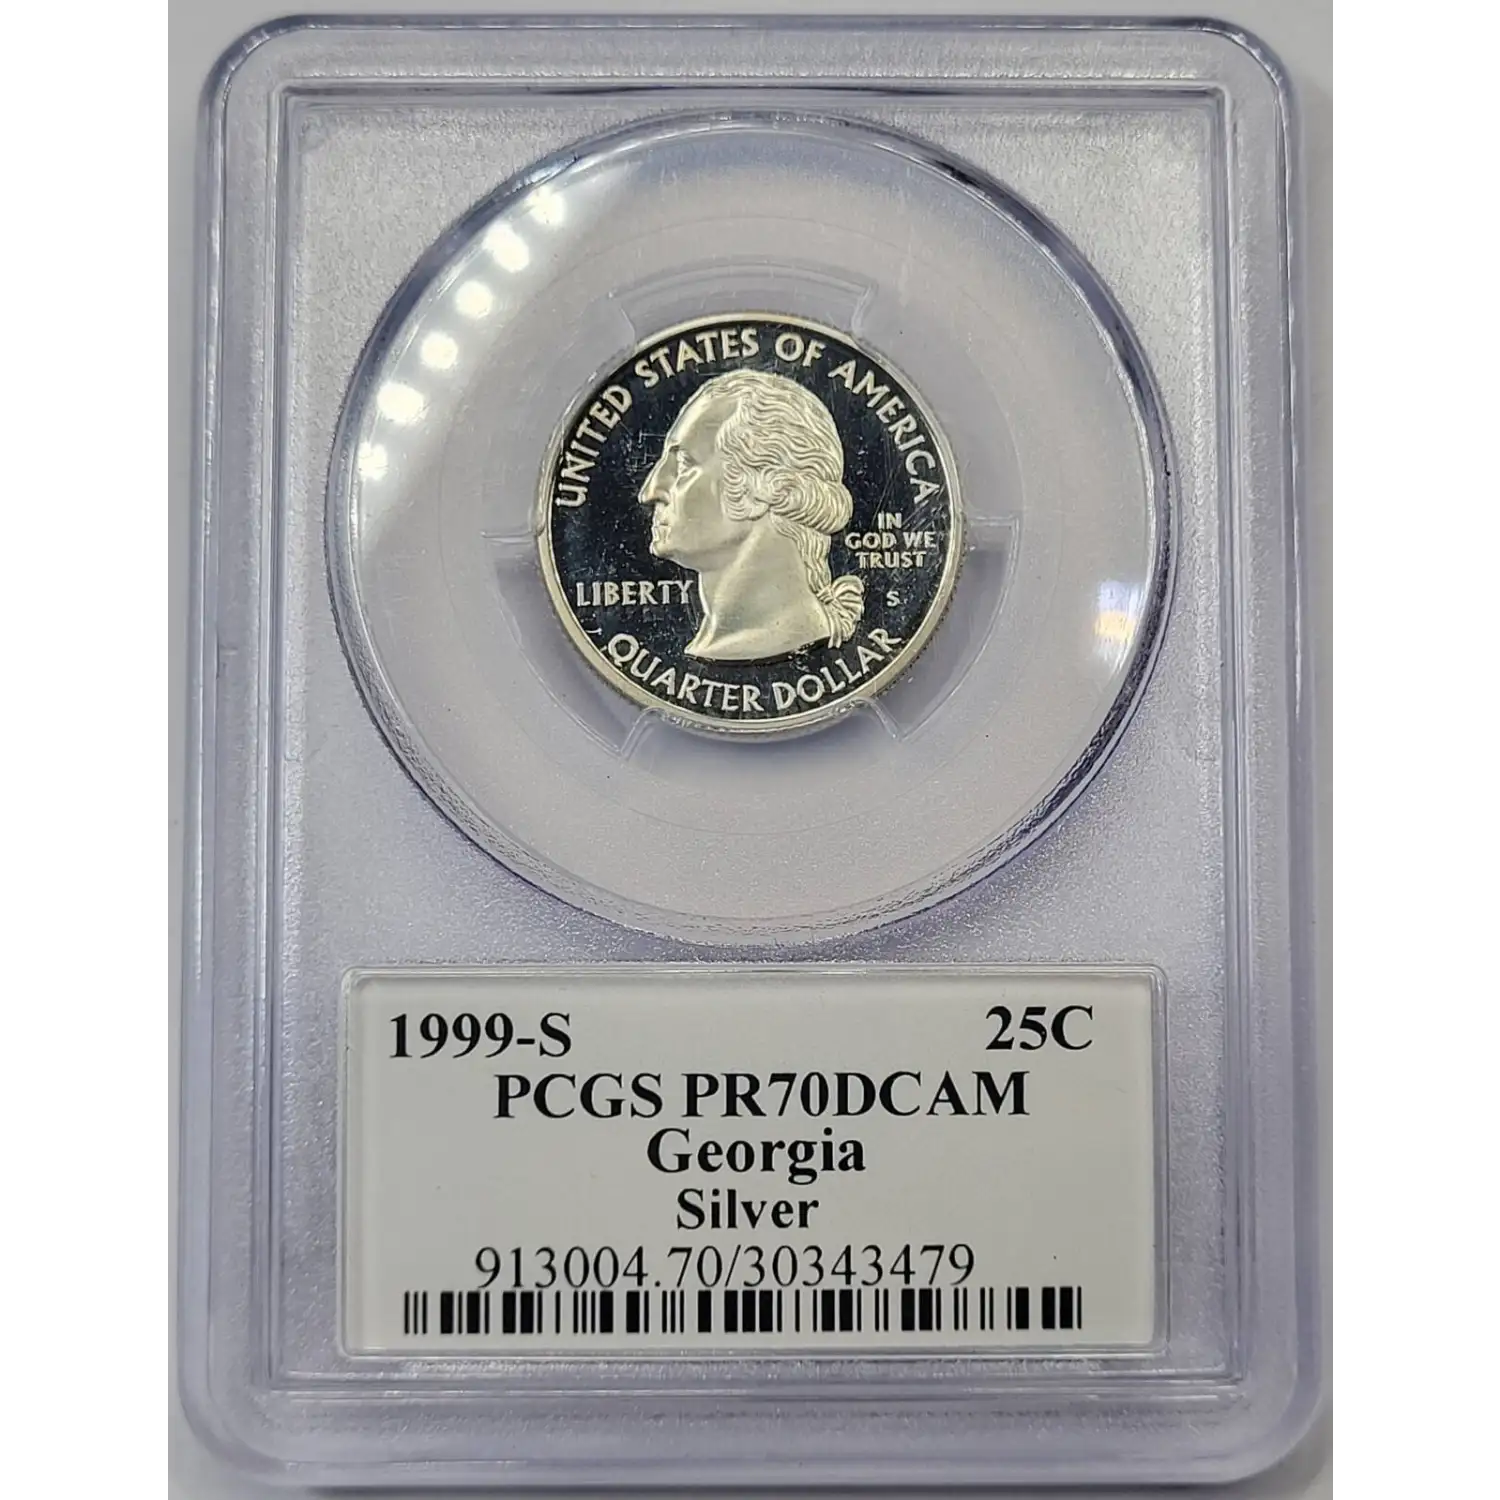 UNITED STATES OF AMERICA
IN
GOD WE
TRUST
LIBERTY
S
QUARTER DOLLAR
1999-S 25C
PCGS PR70DCAM
Georgia
Silver
913004.70/30343479